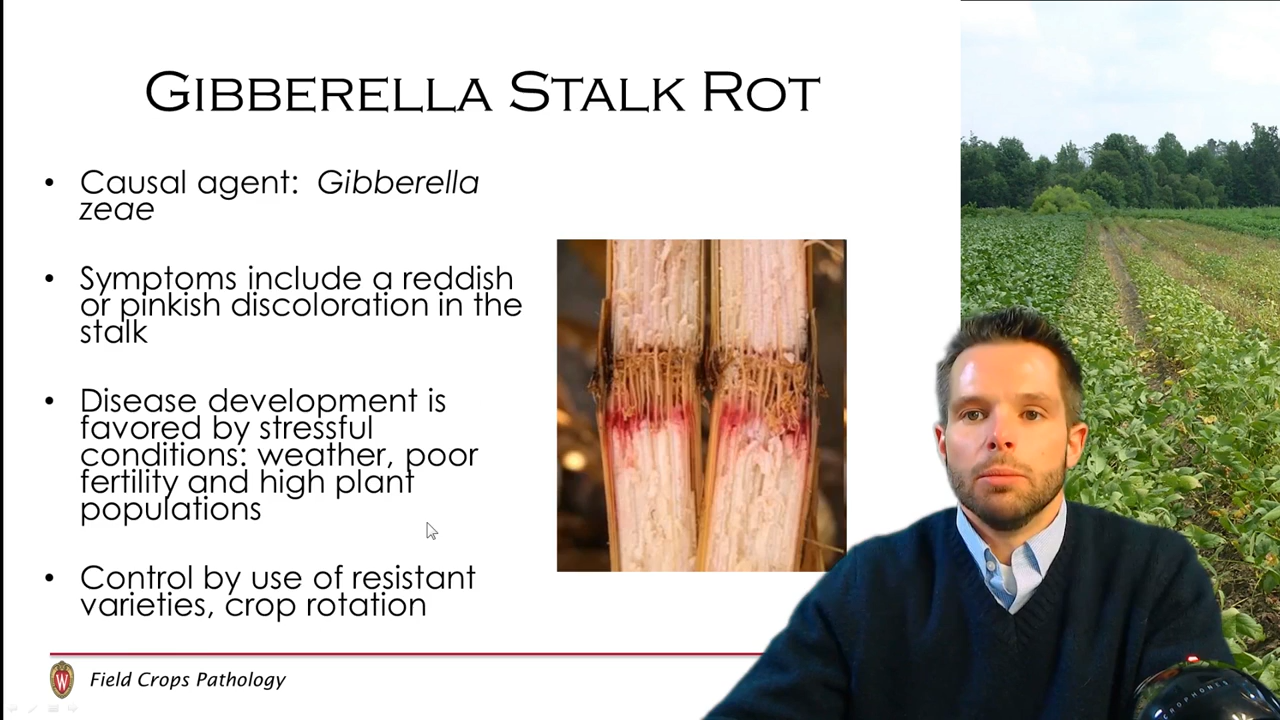 GIBBERELLA STALK ROT
• Causal agent: Gibberella
zeae
• Symptoms include a reddish
or pinkish discoloration in the
stalk
• Disease development is
favored by stressful
conditions: weather, poor
fertility and high plant
populations
• Control by use of resistant
varieties, crop rotation
Field Crops Pathology
CROPHONES